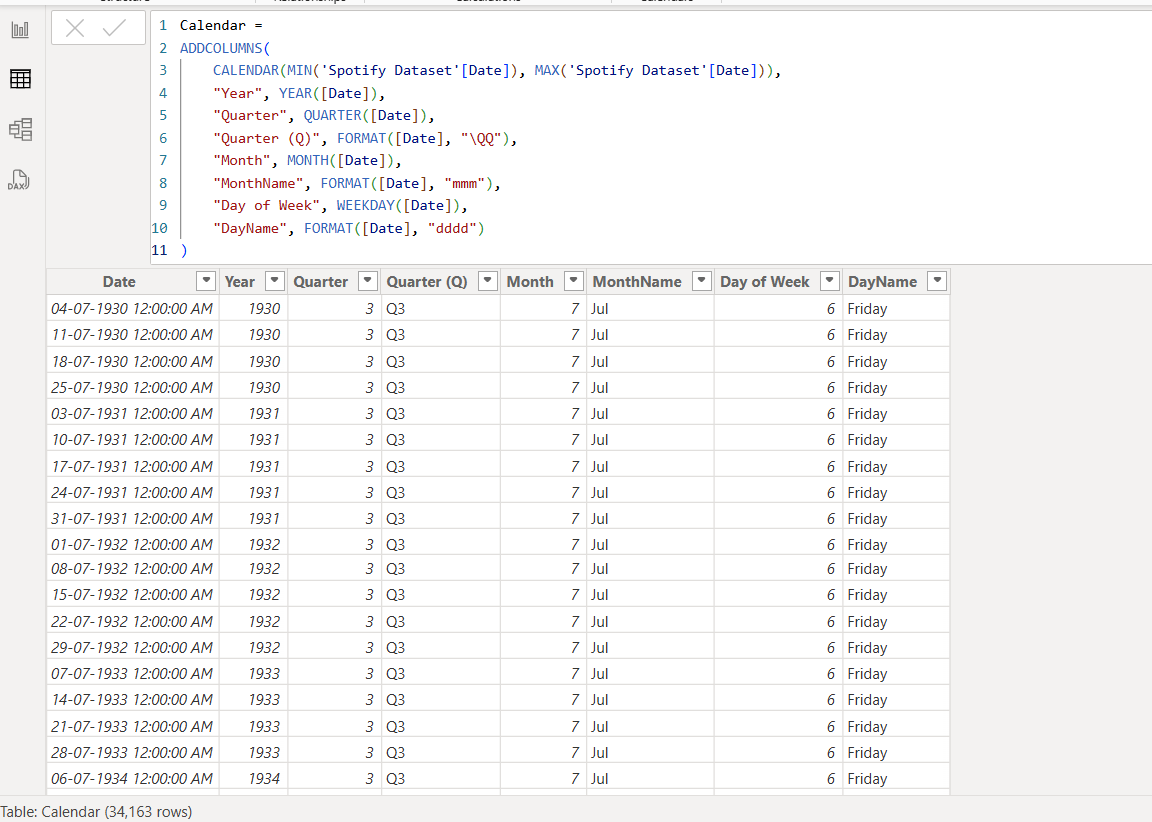 1 Calendar =
2 ADDCOLUMNS(
3 CALENDAR(MIN('Spotify Dataset'[Date]), MAX('Spotify Dataset'[Date])),
4 "Year", YEAR([Date]),
5 "Quarter", QUARTER([Date]),
6 "Quarter (Q)", FORMAT([Date], "\QQ"),
7 "Month", MONTH([Date]),
8 "MonthName", FORMAT([Date], "mmm"),
9 "Day of Week", WEEKDAY([Date]),
10 "DayName", FORMAT([Date], "dddd")
11 )
DAX
Date Year Quarter Quarter (Q) Month MonthName Day of Week DayName
04-07-1930 12:00:00 AM 1930 3 Q3 7 Jul 6 Friday
11-07-1930 12:00:00 AM 1930 3 Q3 7 Jul 6 Friday
18-07-1930 12:00:00 AM 1930 3 Q3 7 Jul 6 Friday
25-07-1930 12:00:00 AM 1930 3 Q3 7 Jul 6 Friday
03-07-1931 12:00:00 AM 1931 3 Q3 7 Jul 6 Friday
10-07-1931 12:00:00 AM 1931 3 Q3 7 Jul 6 Friday
17-07-1931 12:00:00 AM 1931 3 Q3 7 Jul 6 Friday
24-07-1931 12:00:00 AM 1931 3 Q3 7 Jul 6 Friday
31-07-1931 12:00:00 AM 1931 3 Q3 7 Jul 6 Friday
01-07-1932 12:00:00 AM 1932 3 Q3 7 Jul 6 Friday
08-07-1932 12:00:00 AM 1932 3 Q3 7 Jul 6 Friday
15-07-1932 12:00:00 AM 1932 3 Q3 7 Jul 6 Friday
22-07-1932 12:00:00 AM 1932 3 Q3 7 Jul 6 Friday
29-07-1932 12:00:00 AM 1932 3 Q3 7 Jul 6 Friday
07-07-1933 12:00:00 AM 1933 3 Q3 7 Jul 6 Friday
14-07-1933 12:00:00 AM 1933 3 Q3 7 Jul 6 Friday
21-07-1933 12:00:00 AM 1933 3 Q3 7 Jul 6 Friday
28-07-1933 12:00:00 AM 1933 3 Q3 7 Jul 6 Friday
06-07-1934 12:00:00 AM 1934 3 Q3 7 Jul 6 Friday
Table: Calendar (34,163 rows)